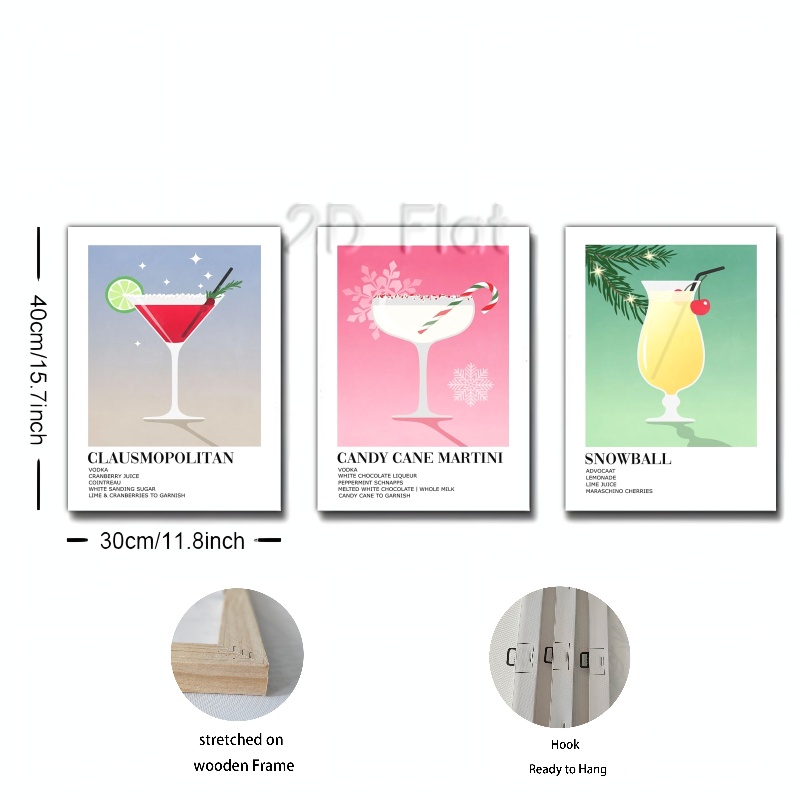 2D Flat
40cm/15.7inch
CLAUSMOPOLITAN
VODKA
CRANBERRY JUICE
COINTREAU
WHITE SANDING SUGAR
LIME & CRANBERRIES TO GARNISH
CANDY CANE MARTINI
VODKA
WHITE CHOCOLATE LIQUEUR
PEPPERMINT SCHNAPPS
MELTED WHITE CHOCOLATE | WHOLE MILK
CANDY CANE TO GARNISH
SNOWBALL
ADVOCAAT
LEMONADE
LIME JUICE
MARASCHINO CHERRIES
30cm/11.8inch
stretched on
wooden Frame
Hook
Ready to Hang